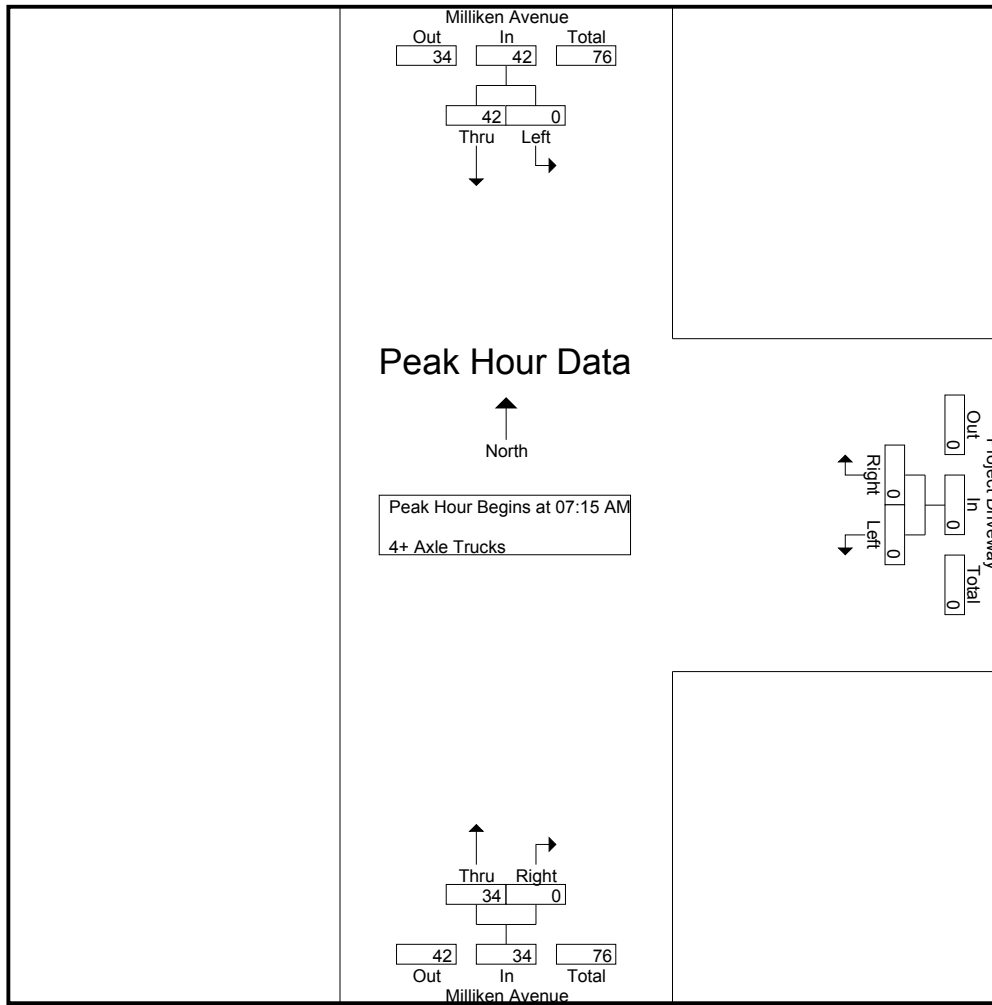 Milliken Avenue
Out In Total
34 42 76
42 0
Thru Left
Peak Hour Data
North
Peak Hour Begins at 07:15 AM
4+ Axle Trucks
Project Driveway
Out In Total
0 0 0
0 0
Right Left
Thru Right
34 0
42 34 76
Out In Total
Milliken Avenue